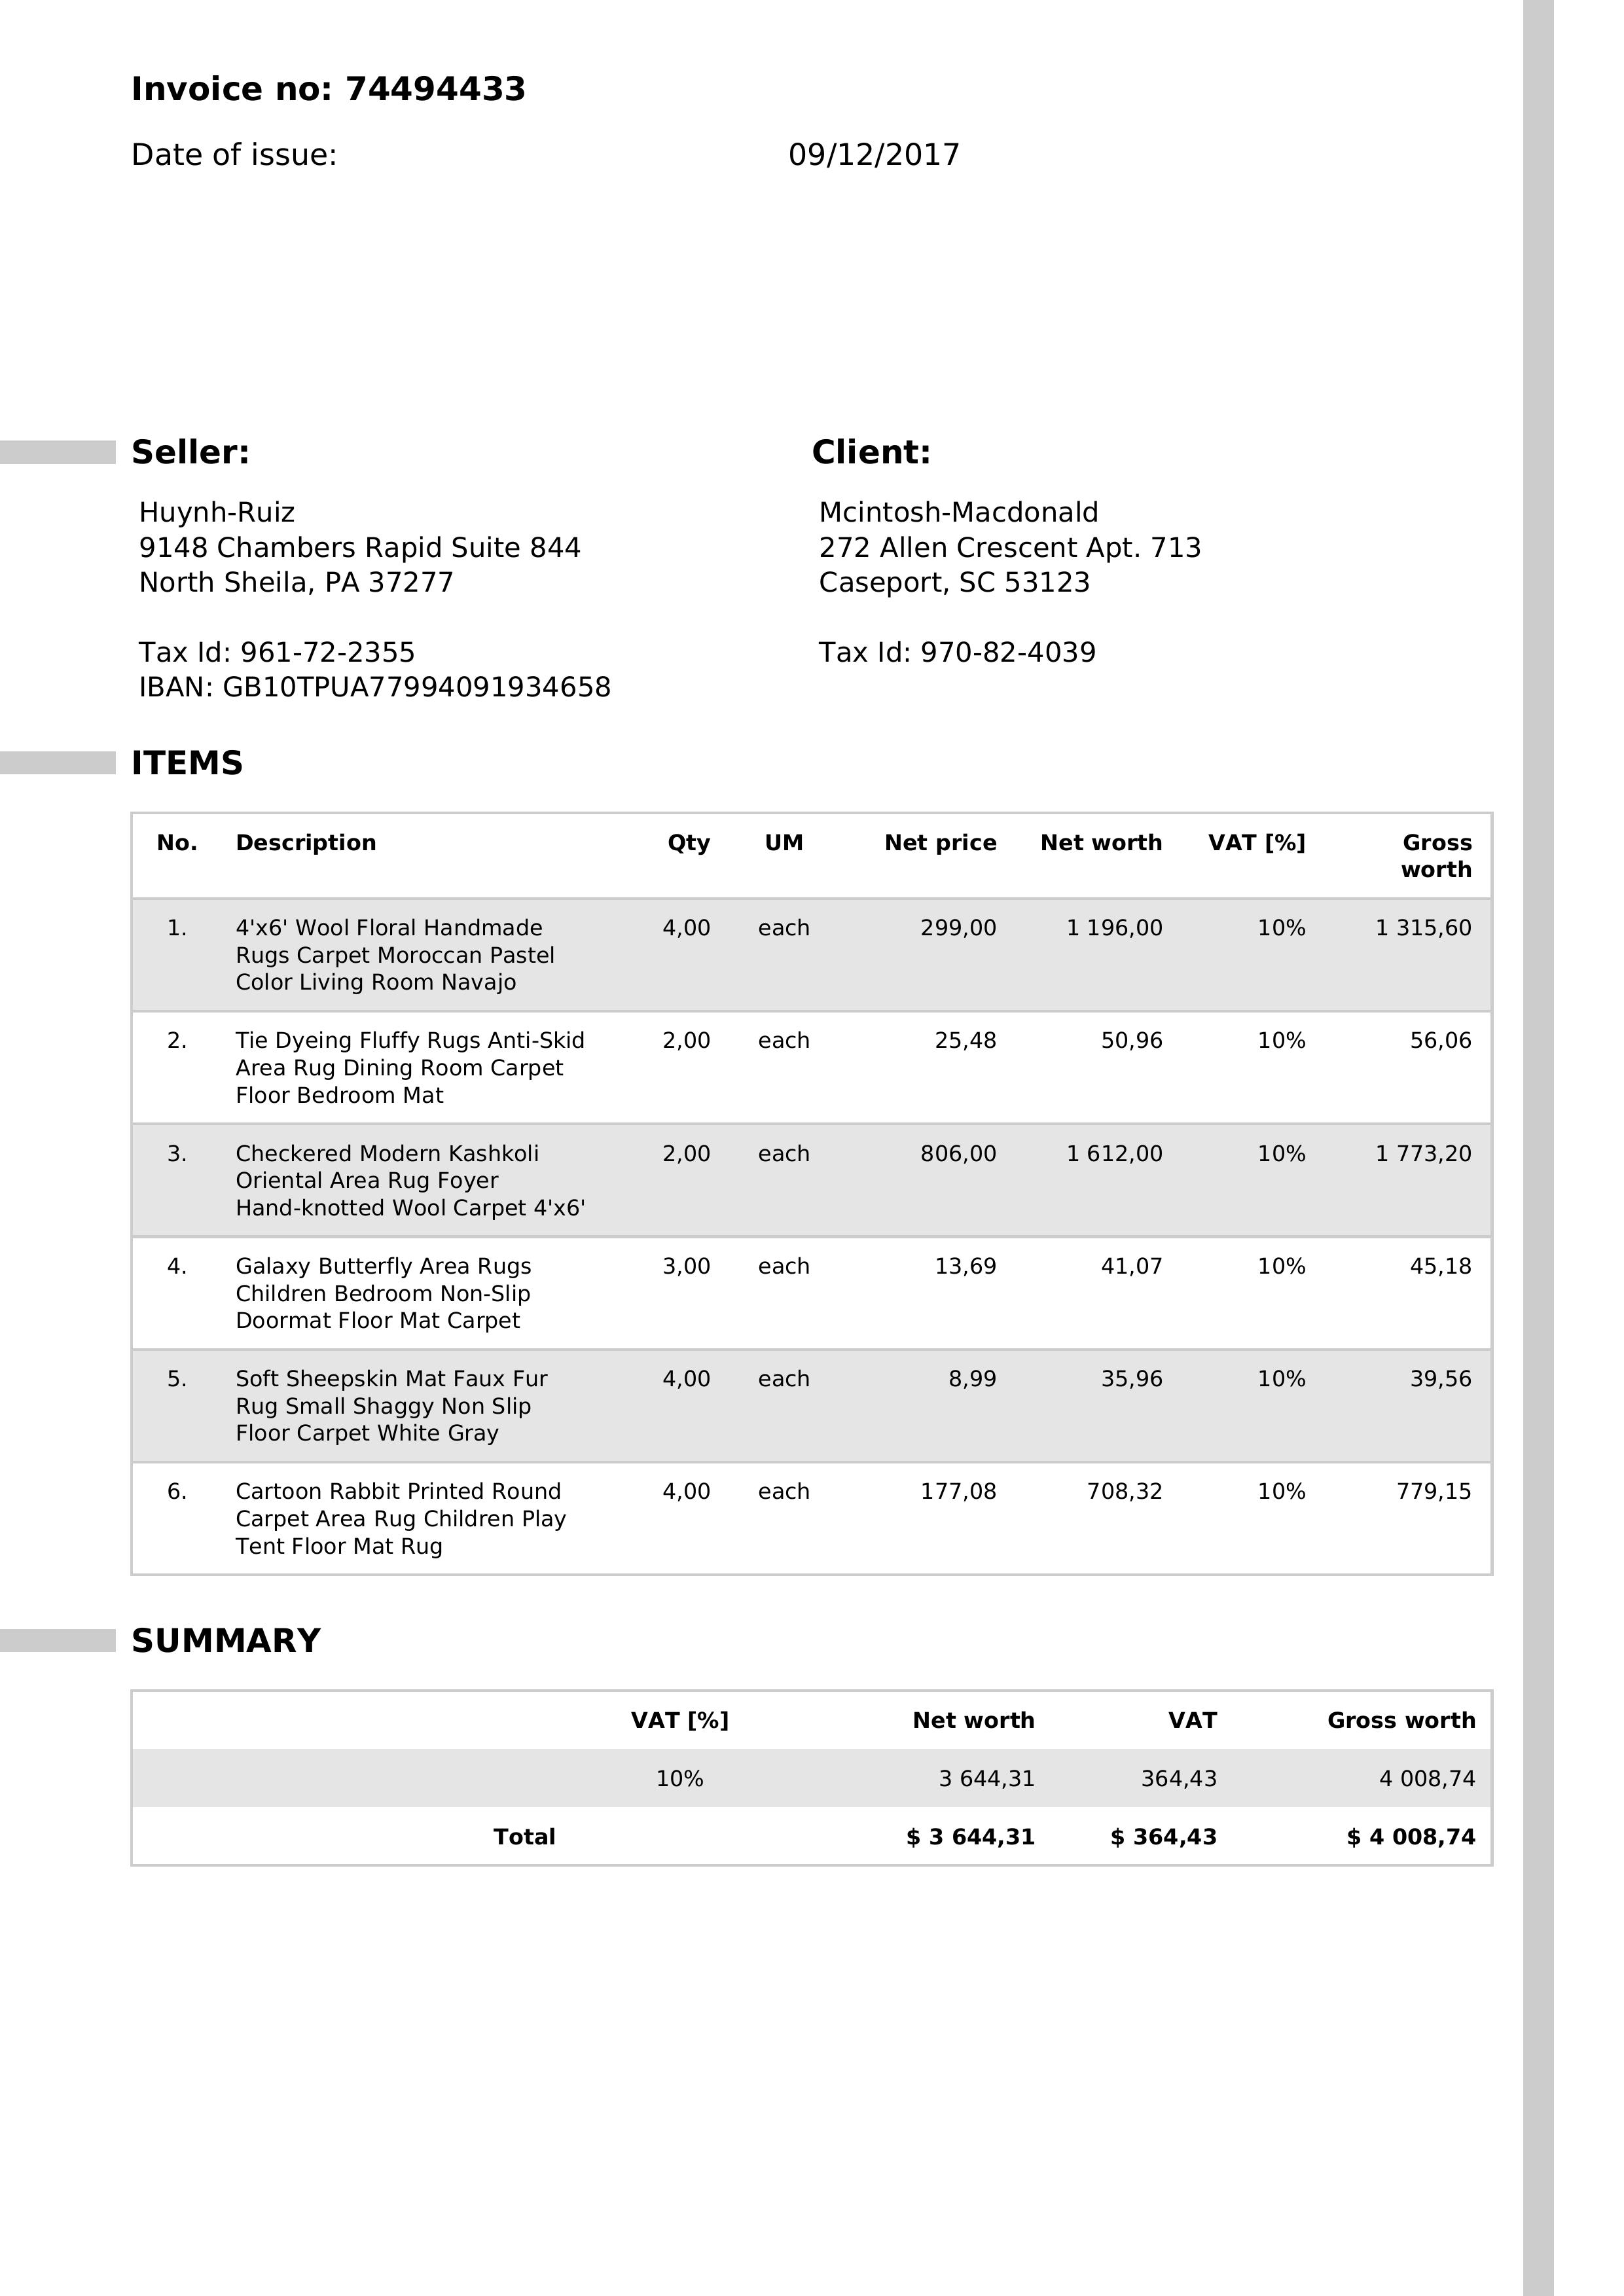 Invoice no: 74494433
Date of issue: 09/12/2017
Seller:
Huynh-Ruiz
9148 Chambers Rapid Suite 844
North Sheila, PA 37277
Tax Id: 961-72-2355
IBAN: GB10TPUA77994091934658
Client:
Mcintosh-Macdonald
272 Allen Crescent Apt. 713
Caseport, SC 53123
Tax Id: 970-82-4039
ITEMS
No. Description Qty UM Net price Net worth VAT [%] Gross
worth
1. 4'x6' Wool Floral Handmade 4,00 each 299,00 1 196,00 10% 1 315,60
Rugs Carpet Moroccan Pastel
Color Living Room Navajo
2. Tie Dyeing Fluffy Rugs Anti-Skid 2,00 each 25,48 50,96 10% 56,06
Area Rug Dining Room Carpet
Floor Bedroom Mat
3. Checkered Modern Kashkoli 2,00 each 806,00 1 612,00 10% 1 773,20
Oriental Area Rug Foyer
Hand-knotted Wool Carpet 4'x6'
4. Galaxy Butterfly Area Rugs 3,00 each 13,69 41,07 10% 45,18
Children Bedroom Non-Slip
Doormat Floor Mat Carpet
5. Soft Sheepskin Mat Faux Fur 4,00 each 8,99 35,96 10% 39,56
Rug Small Shaggy Non Slip
Floor Carpet White Gray
6. Cartoon Rabbit Printed Round 4,00 each 177,08 708,32 10% 779,15
Carpet Area Rug Children Play
Tent Floor Mat Rug
SUMMARY
VAT [%] Net worth VAT Gross worth
10% 3 644,31 364,43 4 008,74
Total $ 3 644,31 $ 364,43 $ 4 008,74